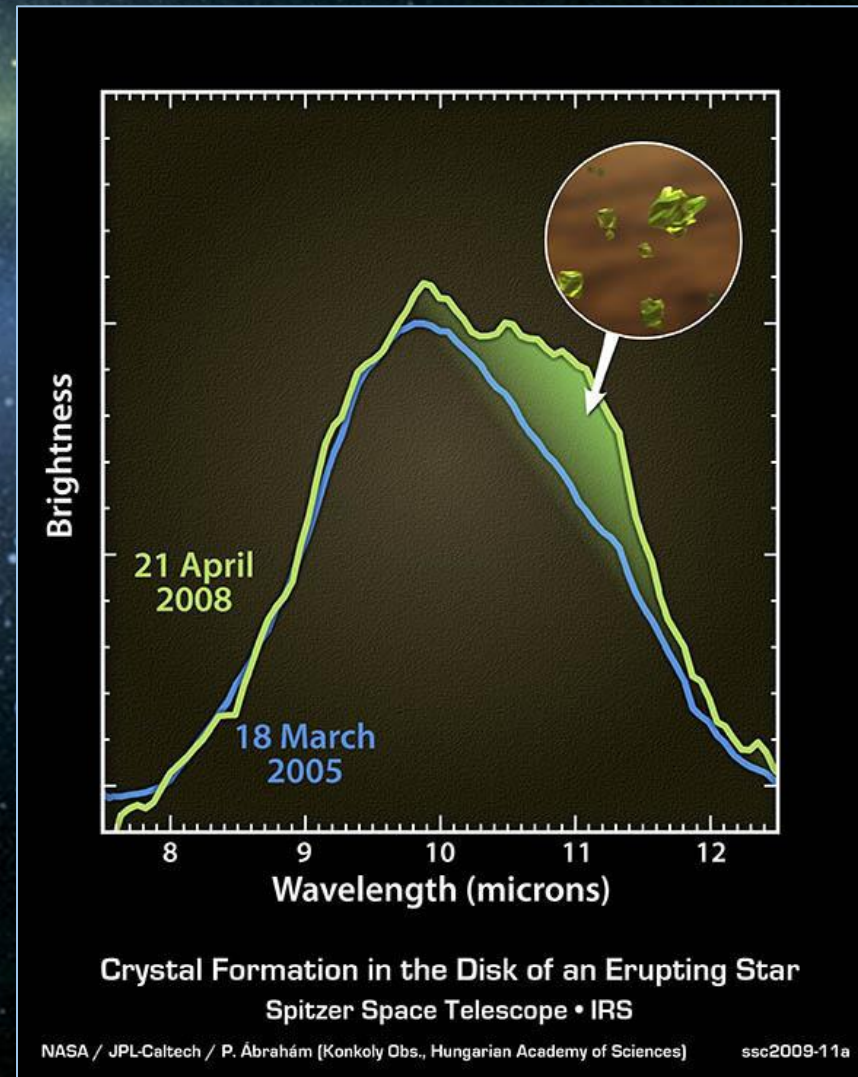 Brightness
21 April
2008
18 March
2005
8 9 10 11 12
Wavelength (microns)
Crystal Formation in the Disk of an Erupting Star
Spitzer Space Telescope • IRS
NASA / JPL-Caltech / P. Ábrahám (Konkoly Obs., Hungarian Academy of Sciences) ssc2009-11a